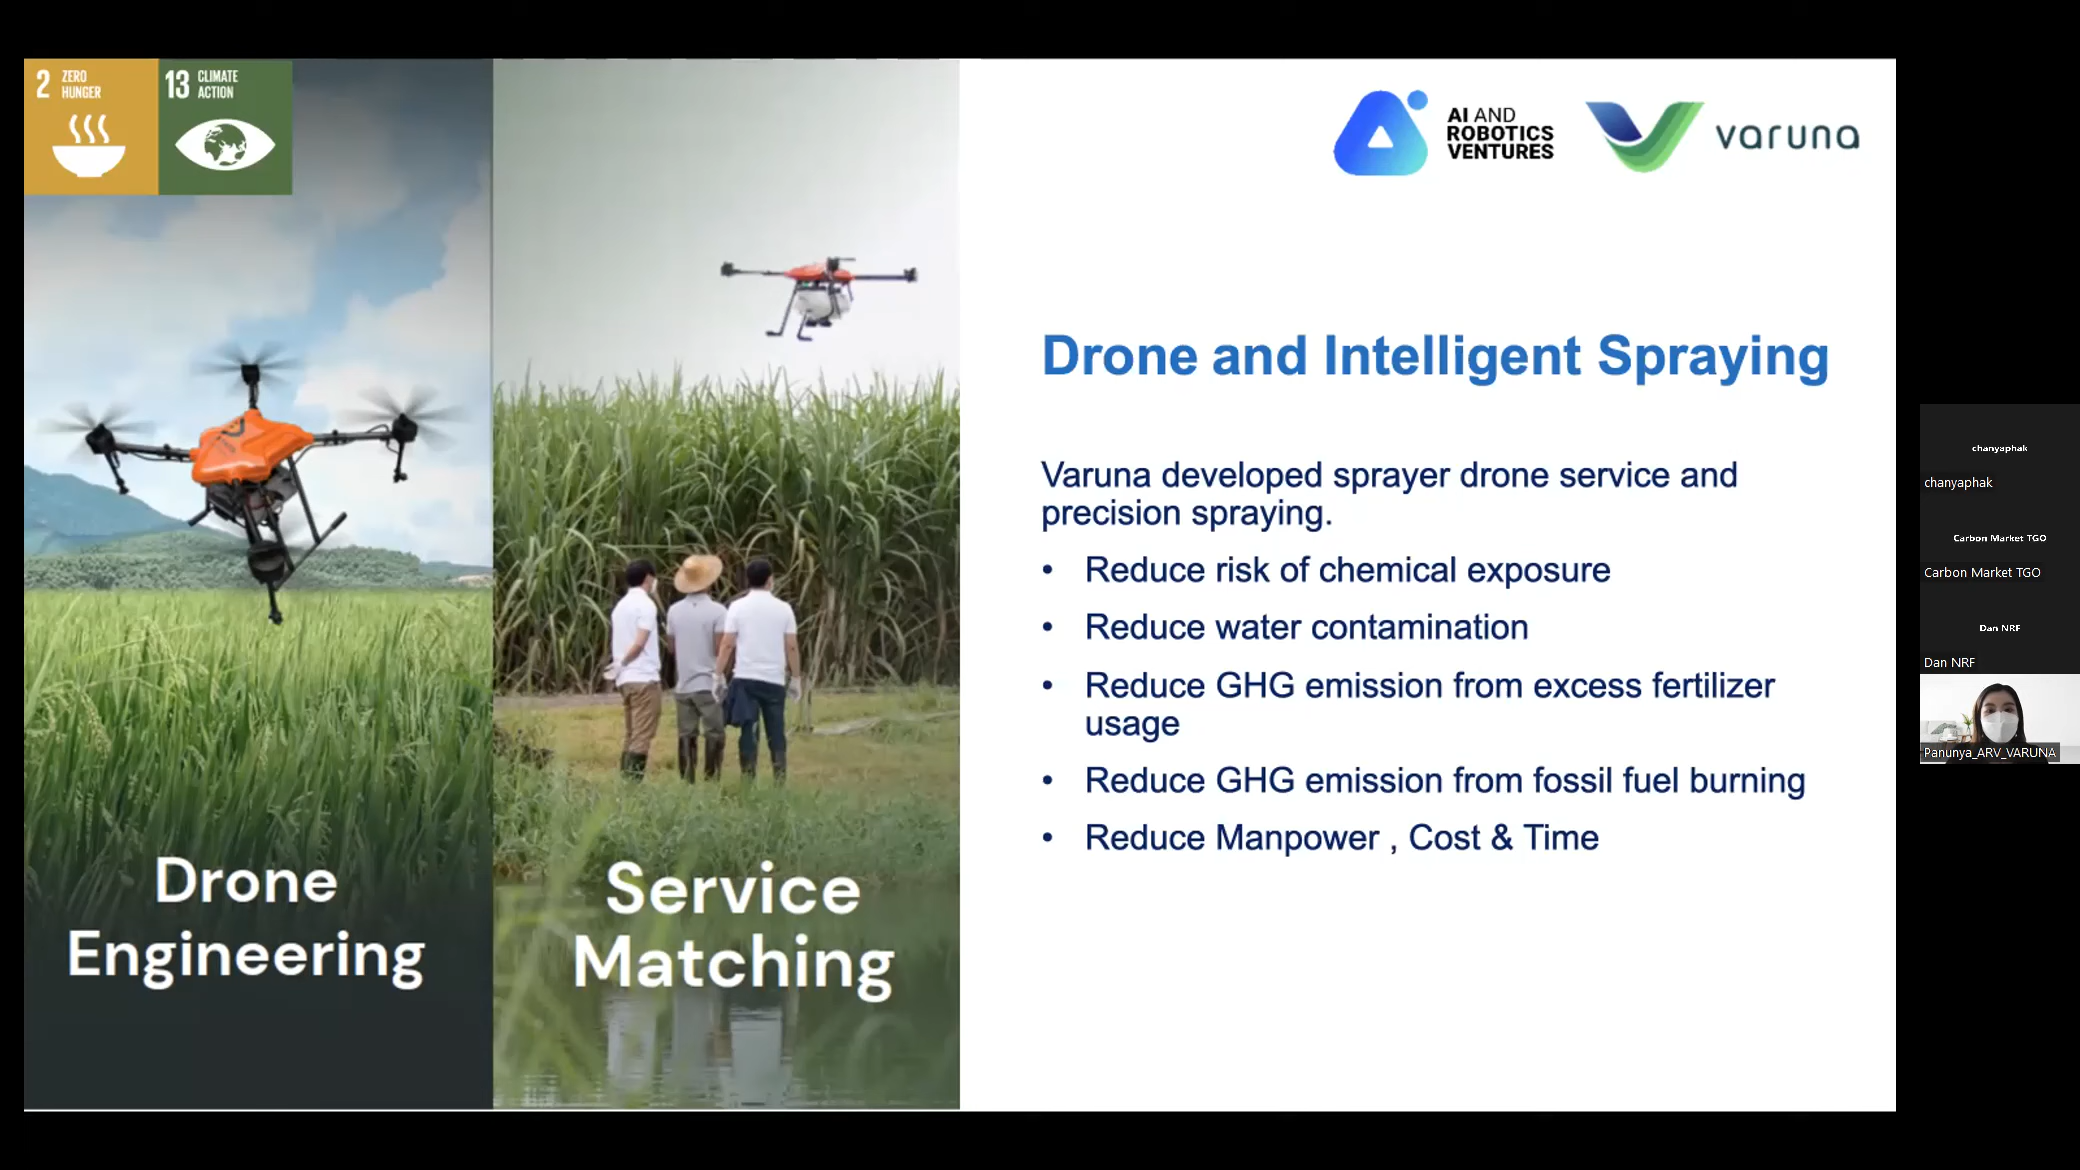 2 ZERO
HUNGER
13 CLIMATE
ACTION
AI AND
ROBOTICS
VENTURES
varuna
Drone and Intelligent Spraying
Varuna developed sprayer drone service and
precision spraying.
• Reduce risk of chemical exposure
• Reduce water contamination
• Reduce GHG emission from excess fertilizer
usage
• Reduce GHG emission from fossil fuel burning
• Reduce Manpower , Cost & Time
Drone
Engineering
Service
Matching
chanyaphak
chanyaphak
Carbon Market TGO
Carbon Market TGO
Dan NRF
Dan NRF
Panunya_ARV_VARUNA